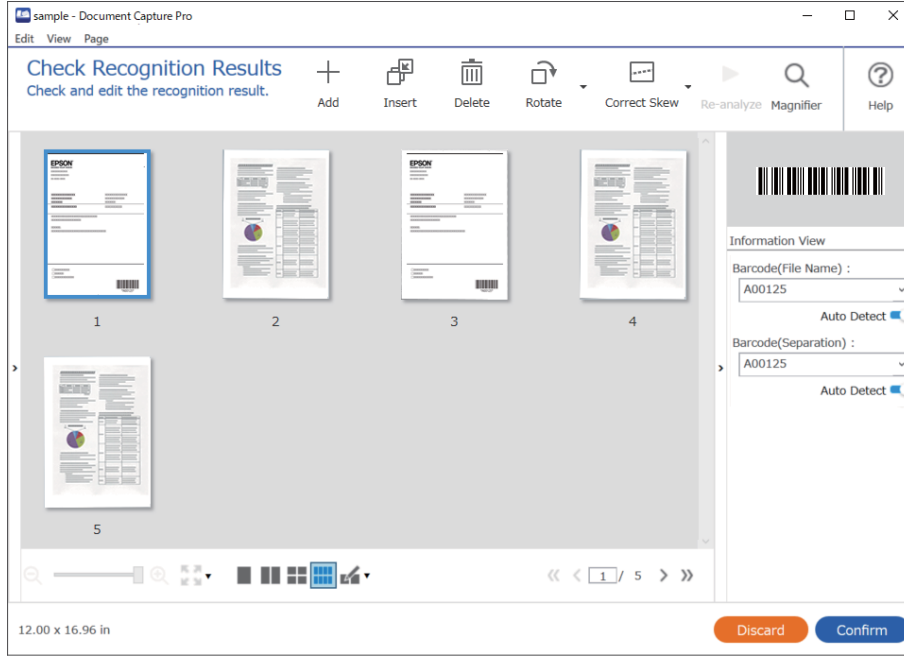 sample - Document Capture Pro
Edit View Page
Check Recognition Results
Check and edit the recognition result.
Add Insert Delete Rotate Correct Skew Re-analyze Magnifier Help
EPSON
EPSON
1 2 3 4
5
Information View
Barcode(File Name) :
A00125
Auto Detect
Barcode(Separation) :
A00125
Auto Detect
1 / 5
12.00 x 16.96 in
Discard Confirm